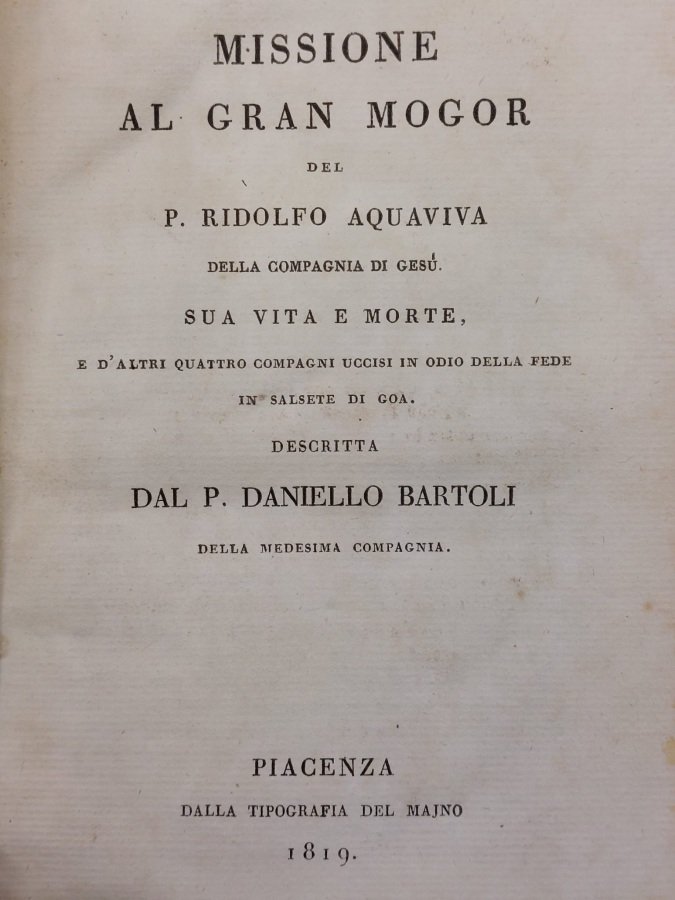 MISSIONE
AL GRAN MOGOR
DEL
P. RIDOLFO AQUAVIVA
DELLA COMPAGNIA DI GESÚ.
SUA VITA E MORTE,
E D'ALTRI QUATTRO COMPAGNI UCCISI IN ODIO DELLA FEDE
IN SALSETE DI GOA.
DESCRITTA
DAL P. DANIELLO BARTOLI
DELLA MEDESIMA COMPAGNIA.
PIACENZA
DALLA TIPOGRAFIA DEL MAJNO
1819.